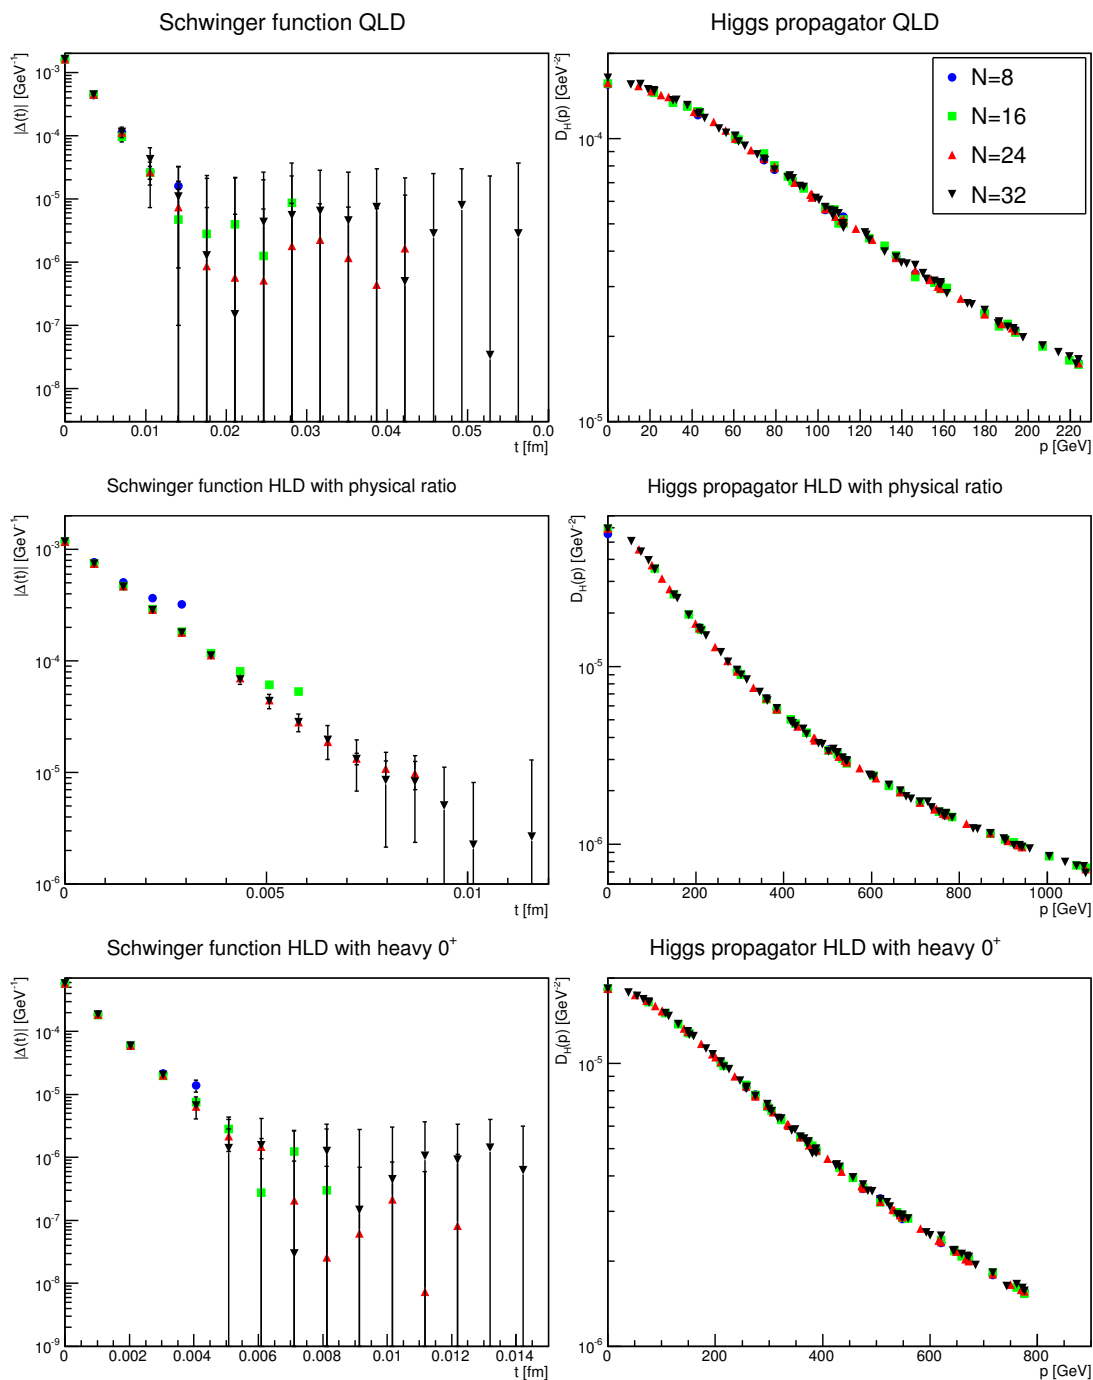 Schwinger function QLD
|Δ(t)| [GeV⁻¹]
10⁻³
10⁻⁴
10⁻⁵
10⁻⁶
10⁻⁷
10⁻⁸
0 0.01 0.02 0.03 0.04 0.05 0.0
t [fm]
Higgs propagator QLD
D_H(p) [GeV⁻²]
N=8
N=16
N=24
N=32
10⁻⁴
10⁻⁵
0 20 40 60 80 100 120 140 160 180 200 220
p [GeV]
Schwinger function HLD with physical ratio
|Δ(t)| [GeV⁻¹]
10⁻³
10⁻⁴
10⁻⁵
10⁻⁶
0 0.005 0.01
t [fm]
Higgs propagator HLD with physical ratio
D_H(p) [GeV⁻²]
10⁻⁵
10⁻⁶
0 200 400 600 800 1000
p [GeV]
Schwinger function HLD with heavy 0⁺
|Δ(t)| [GeV⁻¹]
10⁻⁴
10⁻⁵
10⁻⁶
10⁻⁷
10⁻⁸
10⁻⁹
0 0.002 0.004 0.006 0.008 0.01 0.012 0.014
t [fm]
Higgs propagator HLD with heavy 0⁺
D_H(p) [GeV⁻²]
10⁻⁵
10⁻⁶
0 200 400 600 800
p [GeV]